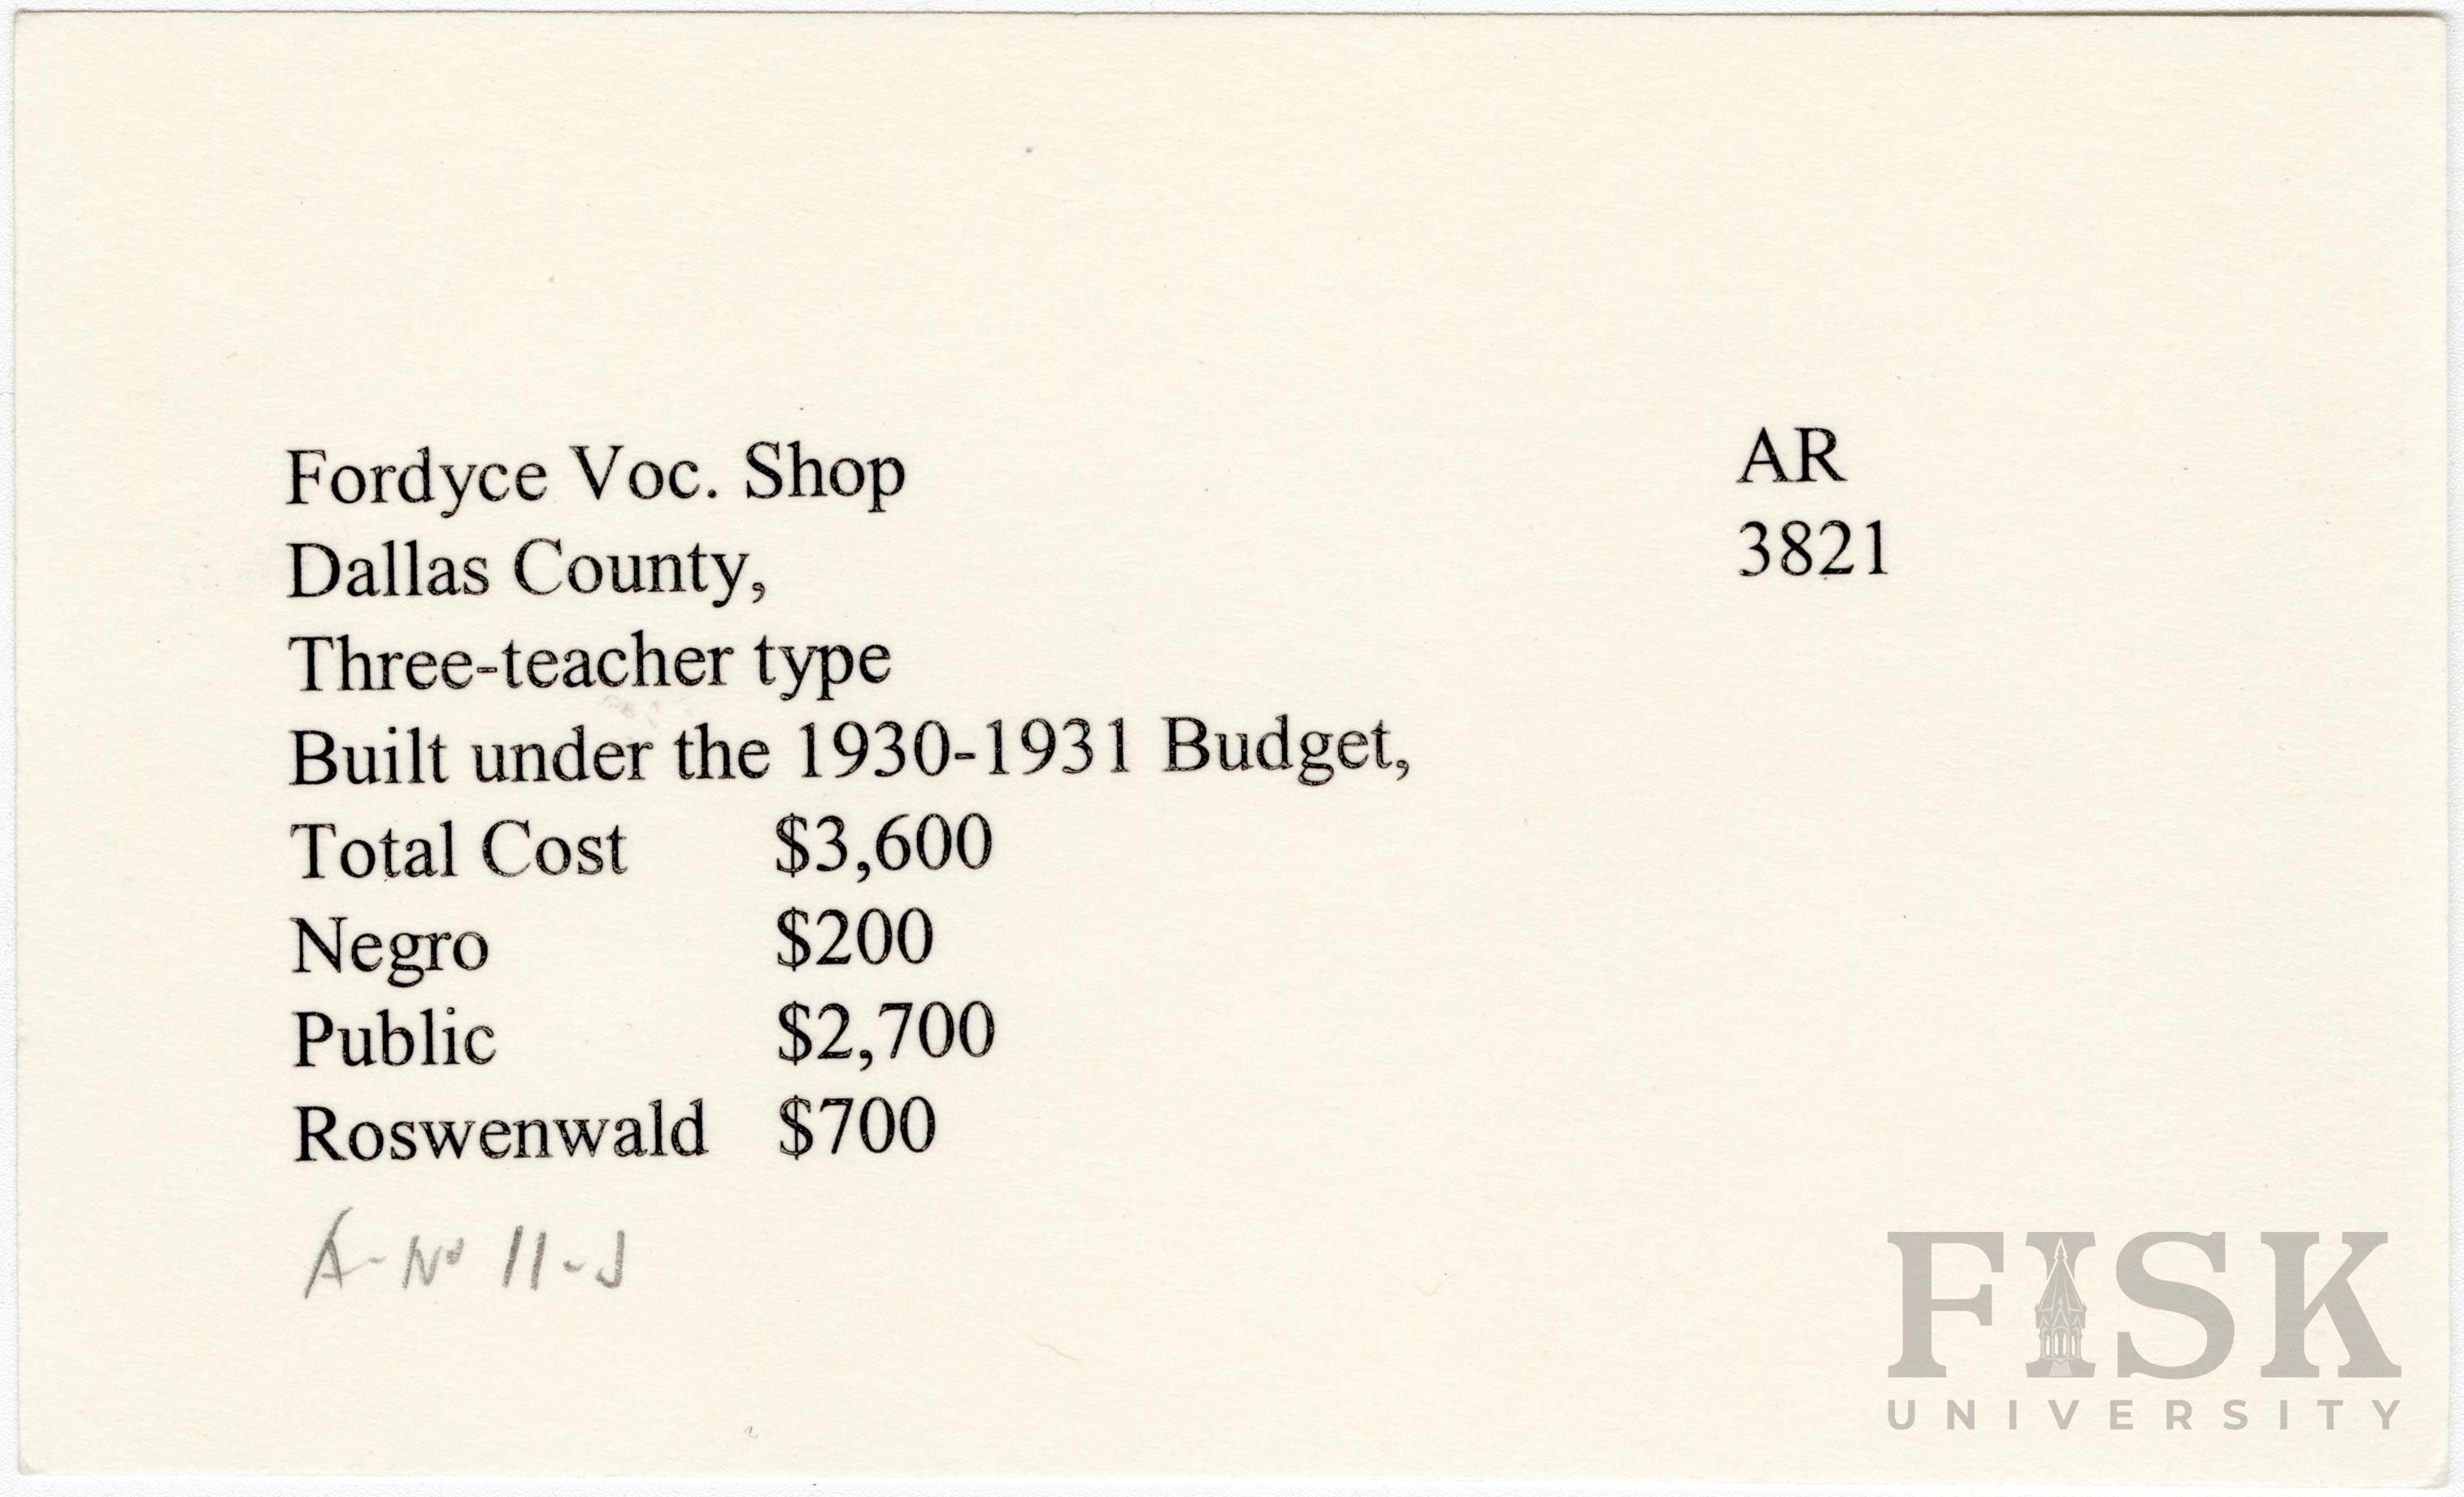 Fordyce Voc. Shop
Dallas County,
Three-teacher type
Built under the 1930-1931 Budget,
Total Cost $3,600
Negro $200
Public $2,700
Roswenwald $700
AR
3821
A-No 11-J
FISK
UNIVERSITY